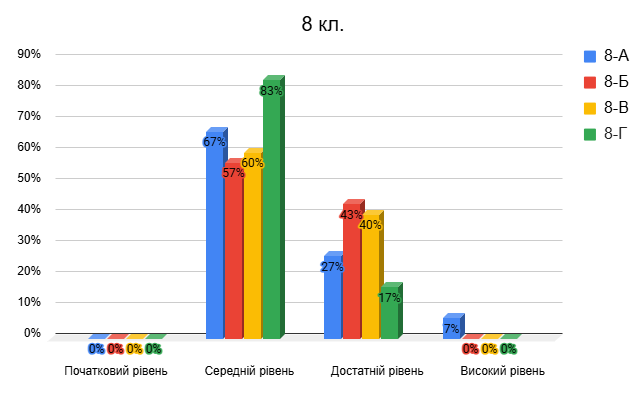 8 кл.
90%
80%
70%
60%
50%
40%
30%
20%
10%
0%
8-А
8-Б
8-В
8-Г
0% 0% 0% 0%
67% 57% 60% 83%
27% 43% 40% 17%
7% 0% 0% 0%
Початковий рівень
Середній рівень
Достатній рівень
Високий рівень